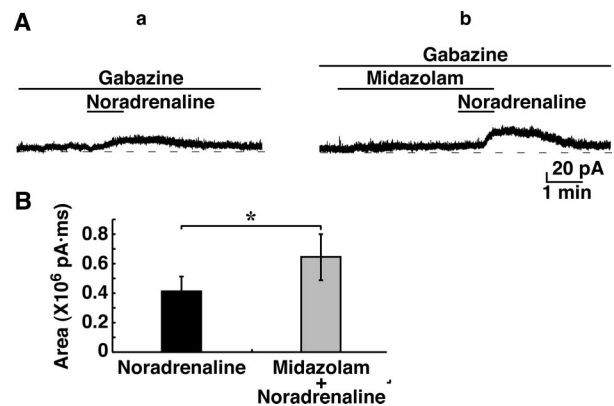 A
a
b
Gabazine
Noradrenaline
Gabazine
Midazolam
Noradrenaline
20 pA
1 min
B
Area (X10⁶ pA·ms)
0.8
0.6
0.4
0.2
0
*
Noradrenaline
Midazolam
+
Noradrenaline